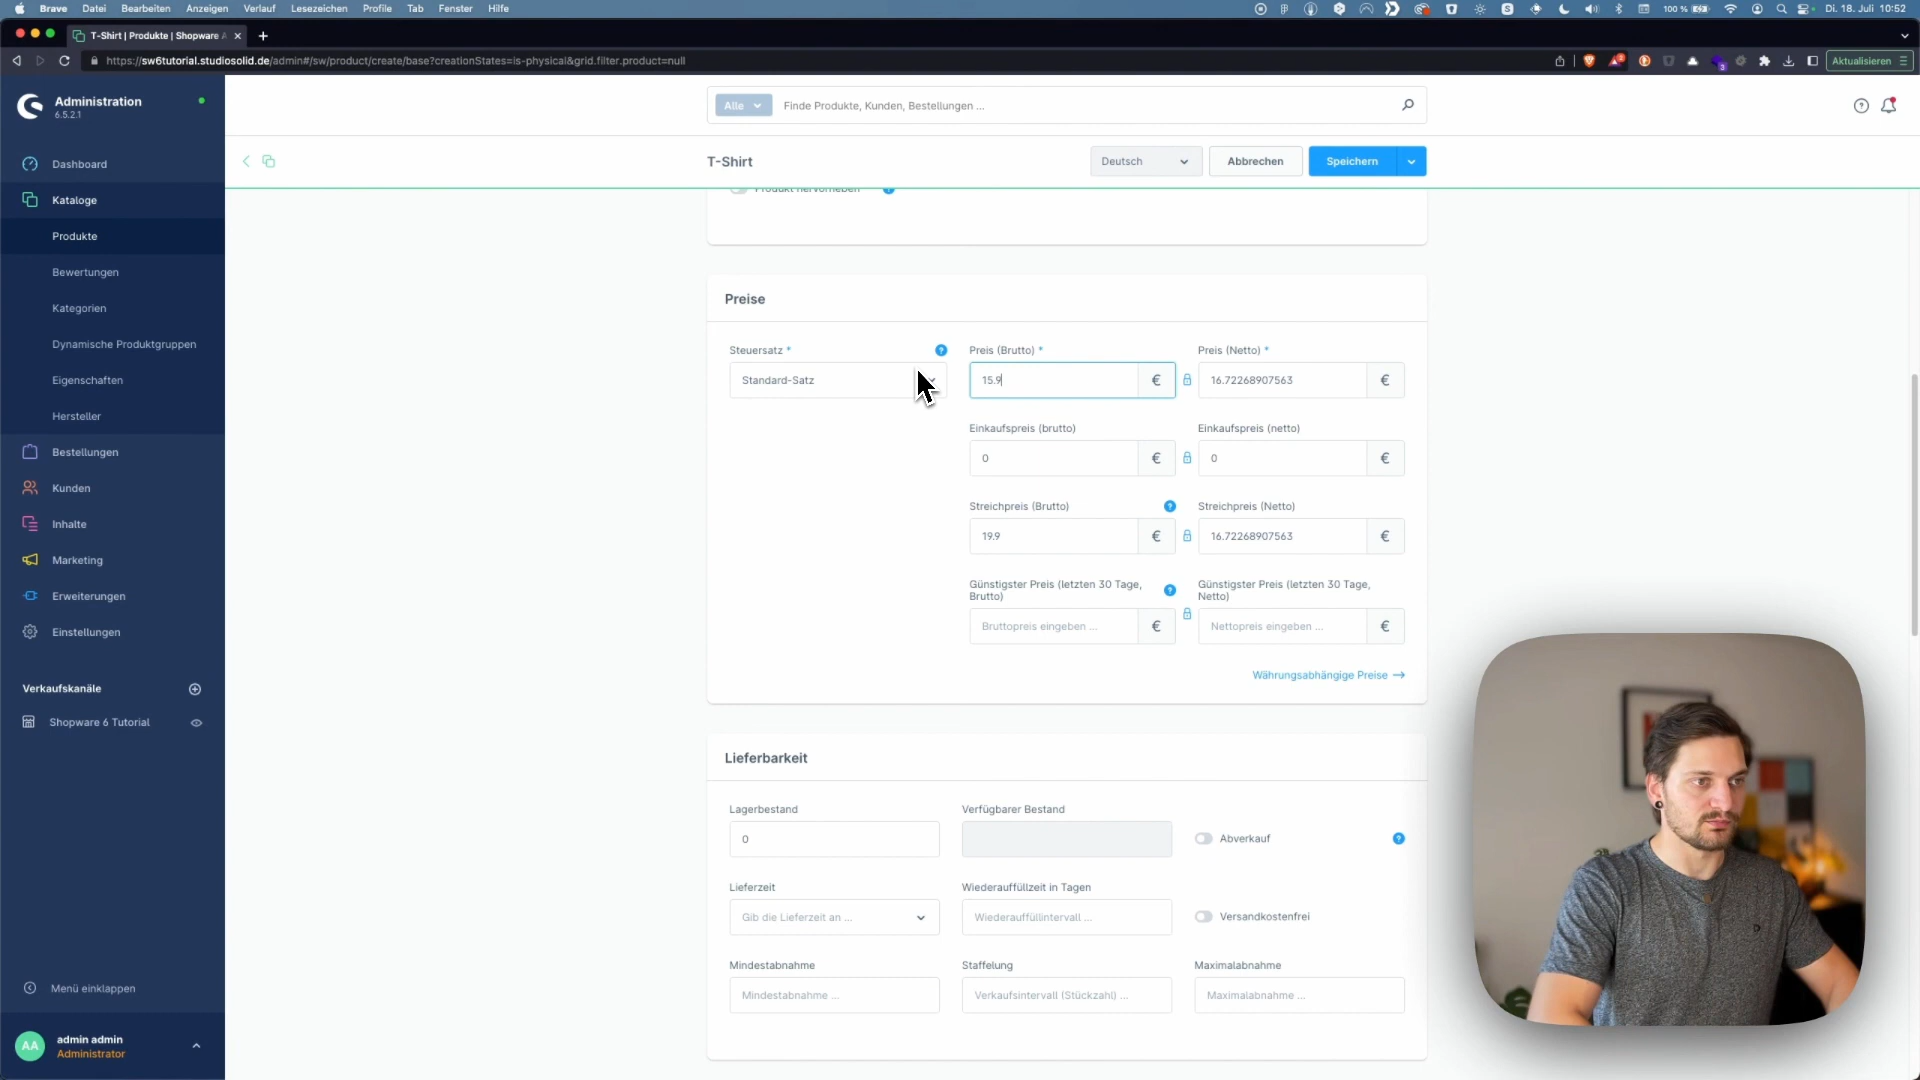 Brave Datei Bearbeiten Anzeigen Verlauf Lesezeichen Profile Tab Fenster Hilfe 100 % Di. 18. Juli 10:52
T-Shirt | Produkte | Shopware A
https://sw6tutorial.studiosolid.de/admin#/sw/product/create/base?creationStates=is-physical&grid.filter.product=null Aktualisieren
Administration
6.5.2.1
Alle Finde Produkte, Kunden, Bestellungen ...
T-Shirt Deutsch Abbrechen Speichern
Dashboard
Kataloge
Produkte
Bewertungen
Kategorien
Dynamische Produktgruppen
Eigenschaften
Hersteller
Bestellungen
Kunden
Inhalte
Marketing
Erweiterungen
Einstellungen
Verkaufskanäle
Shopware 6 Tutorial
Menü einklappen
AA admin admin
Administrator
Produkt hervorheben
Preise
Steuersatz * Preis (Brutto) * Preis (Netto) *
Standard-Satz 15.9 € 16.72268907563 €
Einkaufspreis (brutto) Einkaufspreis (netto)
0 € 0 €
Streichpreis (Brutto) Streichpreis (Netto)
19.9 € 16.72268907563 €
Günstigster Preis (letzten 30 Tage, Günstigster Preis (letzten 30 Tage,
Brutto) Netto)
Bruttopreis eingeben ... € Nettopreis eingeben ... €
Währungsabhängige Preise
Lieferbarkeit
Lagerbestand Verfügbarer Bestand
0 Abverkauf
Lieferzeit Wiederauffüllzeit in Tagen
Gib die Lieferzeit an ... Wiederauffüllintervall ... Versandkostenfrei
Mindestabnahme Staffelung Maximalabnahme
Mindestabnahme ... Verkaufsintervall (Stückzahl) ... Maximalabnahme ...